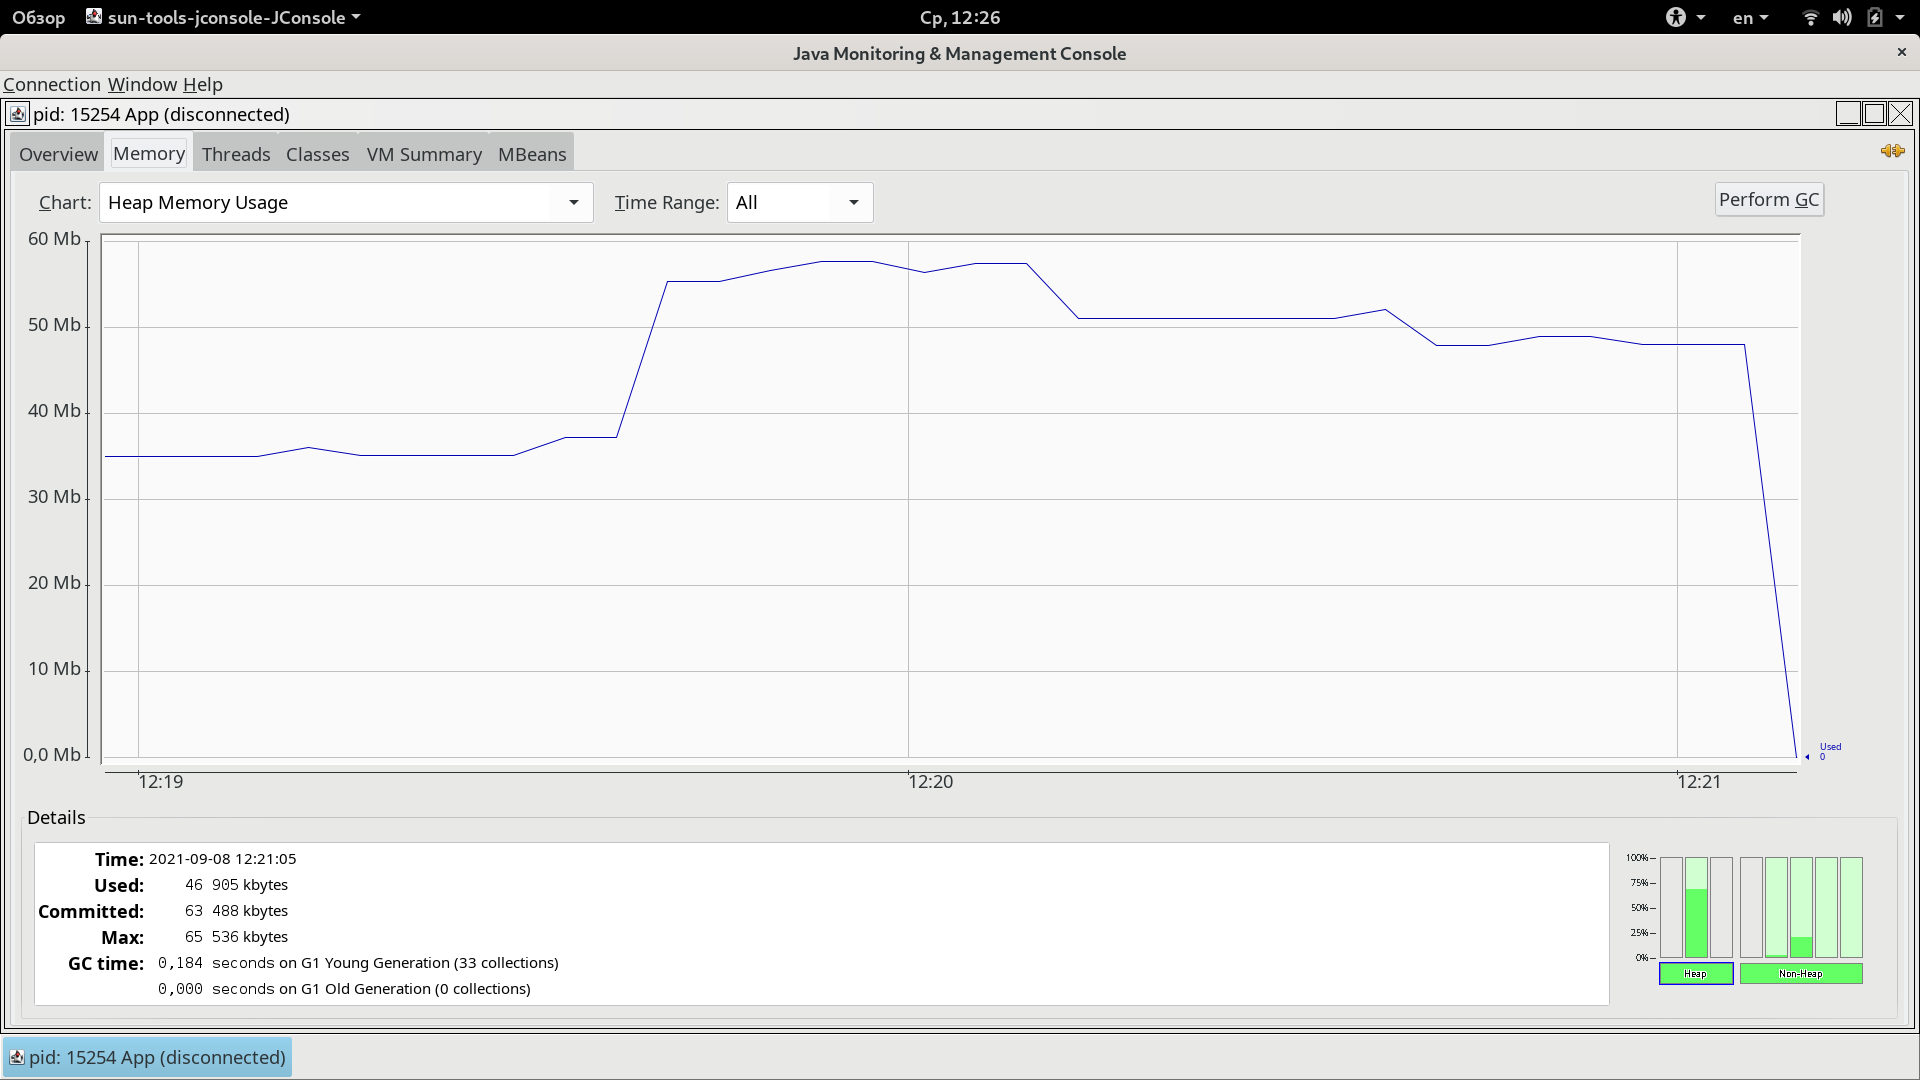 Обзор sun-tools-jconsole-JConsole Ср, 12:26 en
Java Monitoring & Management Console ×
Connection Window Help
pid: 15254 App (disconnected)
Overview Memory Threads Classes VM Summary MBeans
Chart: Heap Memory Usage Time Range: All Perform GC
60 Mb
50 Mb
40 Mb
30 Mb
20 Mb
10 Mb
0,0 Mb
Used
0
12:19 12:20 12:21
Details
Time: 2021-09-08 12:21:05
Used: 46 905 kbytes
Committed: 63 488 kbytes
Max: 65 536 kbytes
GC time: 0,184 seconds on G1 Young Generation (33 collections)
0,000 seconds on G1 Old Generation (0 collections)
100%
75%
50%
25%
0%
Heap Non-Heap
pid: 15254 App (disconnected)